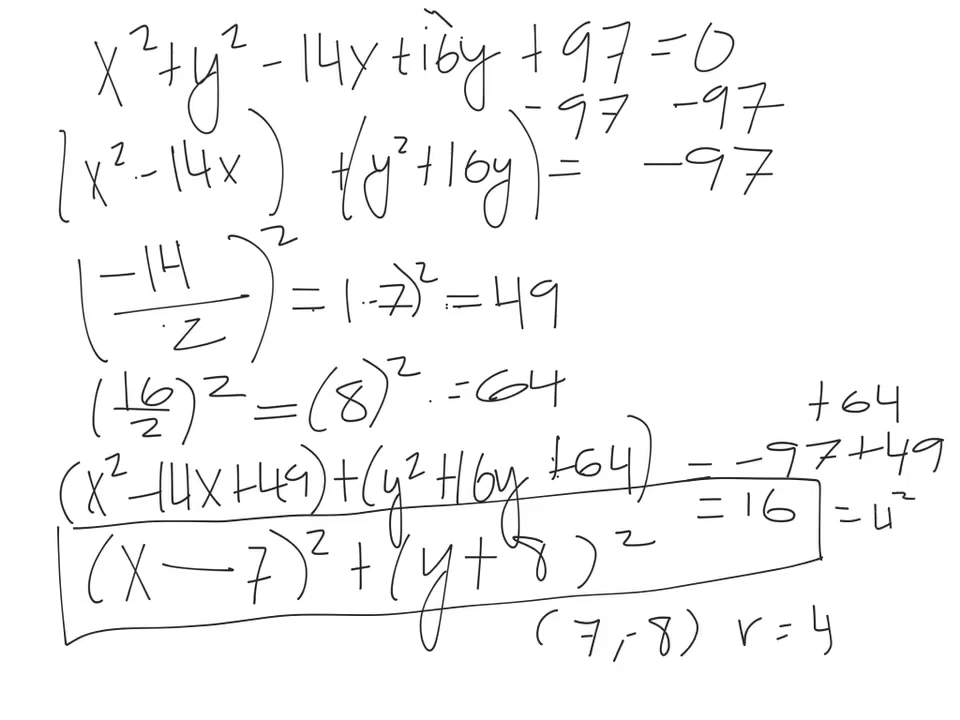 x² + y² - 14x + 16y + 97 = 0
- 97 - 97
(x² - 14x) + (y² + 16y) = - 97
(-14/2)² = (-7)² = 49
(16/2)² = (8)² = 64
+ 64
(x² - 14x + 49) + (y² + 16y + 64) = - 97 + 49
(x - 7)² + (y + 8)² = 16 = 4²
(7, -8) r = 4